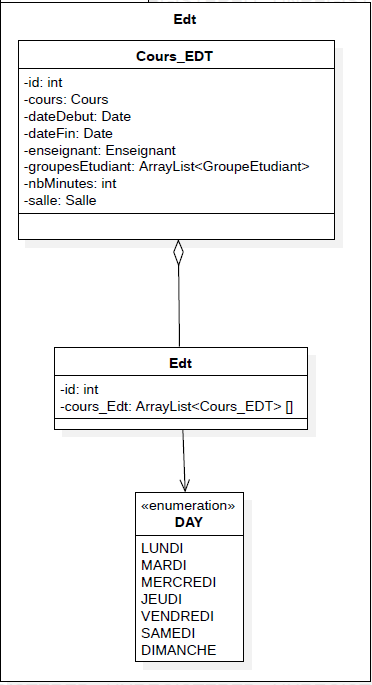 Edt
Cours_EDT
-id: int
-cours: Cours
-dateDebut: Date
-dateFin: Date
-enseignant: Enseignant
-groupesEtudiant: ArrayList<GroupeEtudiant>
-nbMinutes: int
-salle: Salle
Edt
-id: int
-cours_Edt: ArrayList<Cours_EDT> []
«enumeration»
DAY
LUNDI
MARDI
MERCREDI
JEUDI
VENDREDI
SAMEDI
DIMANCHE